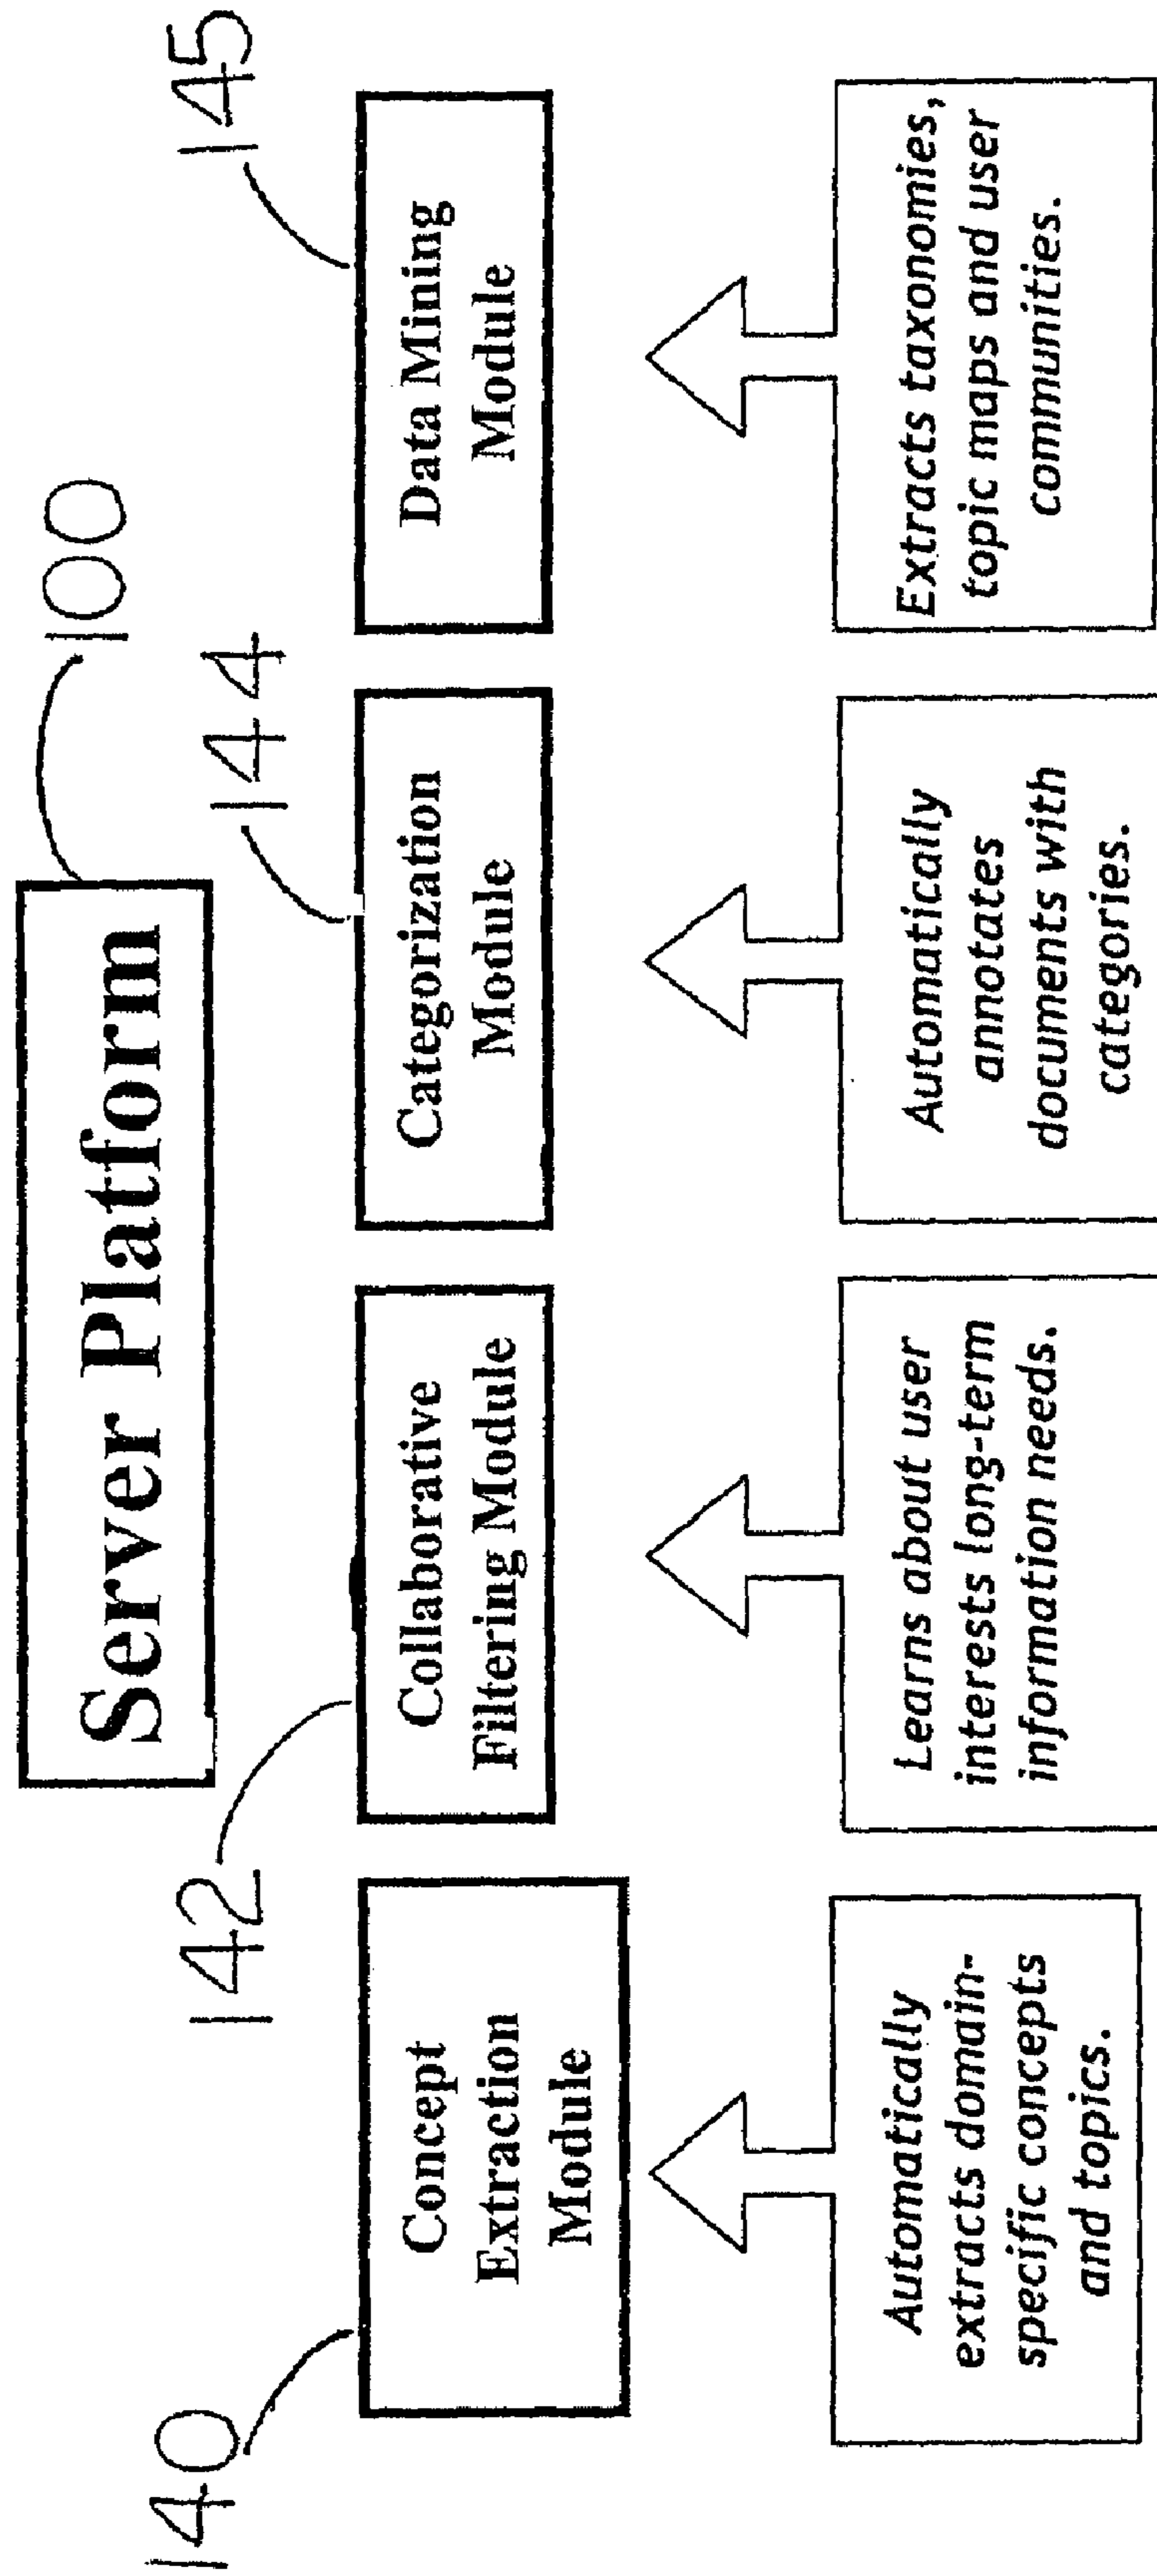 Server Platform
100
140
142
144
145
Concept
Extraction
Module
Collaborative
Filtering Module
Categorization
Module
Data Mining
Module
Automatically
extracts domain-
specific concepts
and topics.
Learns about user
interests long-term
information needs.
Automatically
annotates
documents with
categories.
Extracts taxonomies,
topic maps and user
communities.